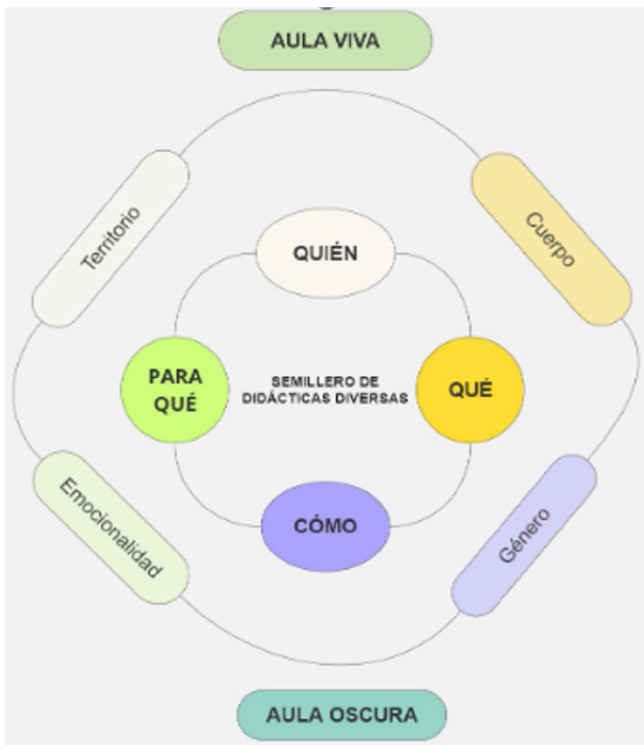 AULA VIVA
Territorio
Cuerpo
QUIÉN
PARA
QUÉ
SEMILLERO DE
DIDÁCTICAS DIVERSAS
QUÉ
CÓMO
Emocionalidad
Género
AULA OSCURA